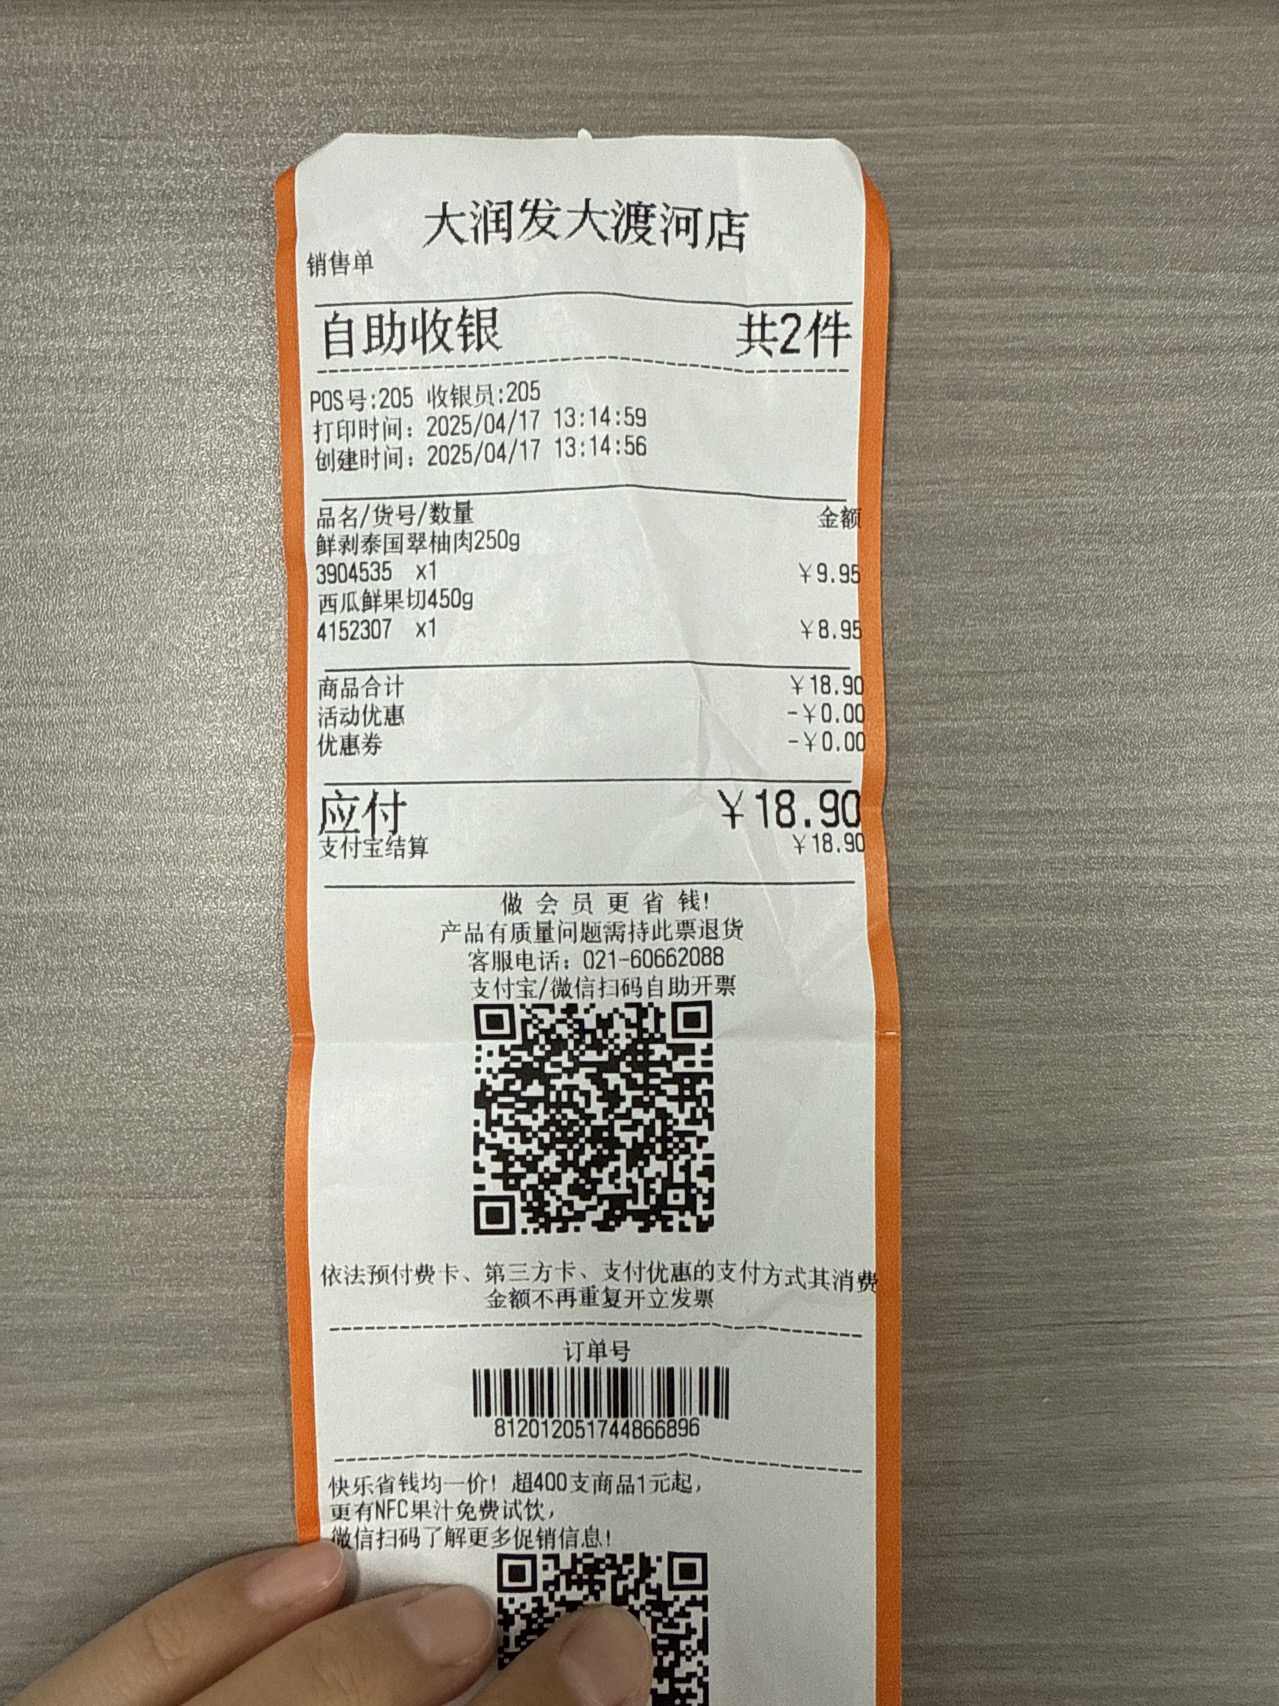 大润发大渡河店
销售单
自助收银 共2件
POS号:205 收银员:205
打印时间: 2025/04/17 13:14:59
创建时间: 2025/04/17 13:14:56
品名/货号/数量 金额
鲜剥泰国翠柚肉250g
3904535 x1 ¥9.95
西瓜鲜果切450g
4152307 x1 ¥8.95
商品合计 ¥18.90
活动优惠 -¥0.00
优惠券 -¥0.00
应付 ¥18.90
支付宝结算 ¥18.90
做会员更省钱!
产品有质量问题需持此票退货
客服电话: 021-60662088
支付宝/微信扫码自助开票
依法预付费卡、第三方卡、支付优惠的支付方式其消费
金额不再重复开立发票
订单号
812012051744866896
快乐省钱均一价! 超400支商品1元起,
更有NFC果汁免费试饮,
微信扫码了解更多促销信息!